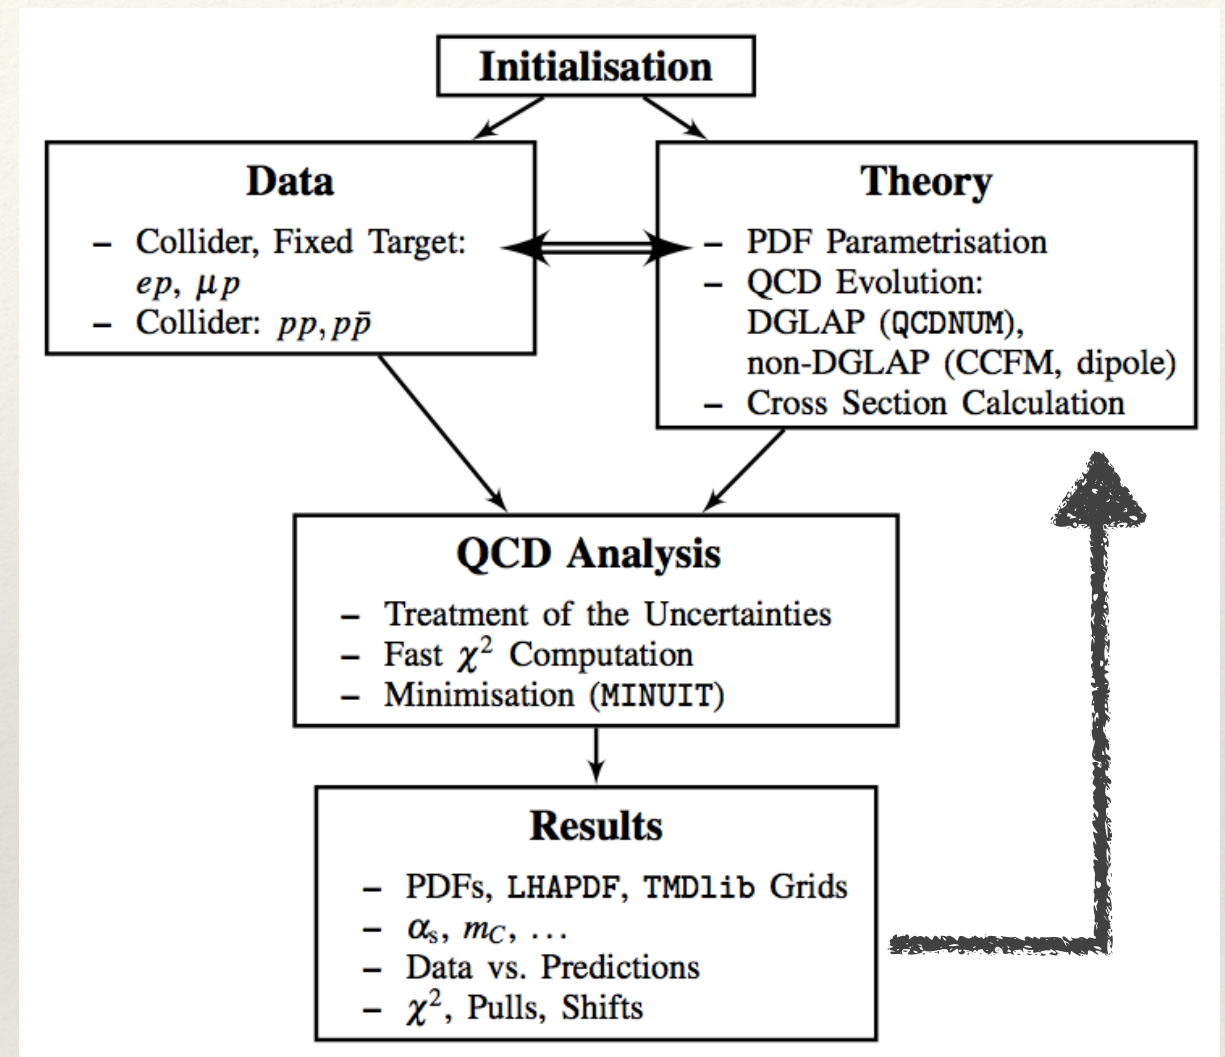 Initialisation
Data
– Collider, Fixed Target:
ep, μp
– Collider: pp, pp̄
Theory
– PDF Parametrisation
– QCD Evolution:
DGLAP (QCDNUM),
non-DGLAP (CCFM, dipole)
– Cross Section Calculation
QCD Analysis
– Treatment of the Uncertainties
– Fast χ² Computation
– Minimisation (MINUIT)
Results
– PDFs, LHAPDF, TMDlib Grids
– αₛ, m_C, …
– Data vs. Predictions
– χ², Pulls, Shifts